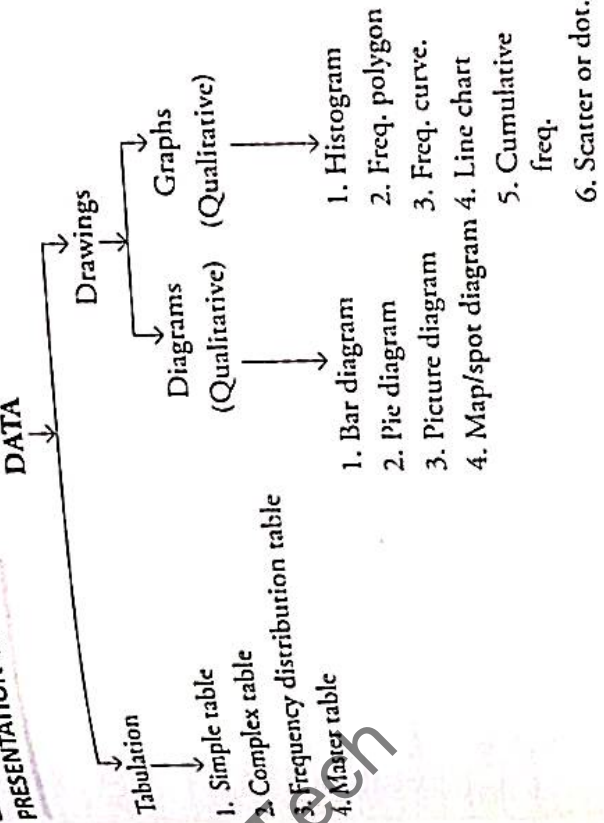 PRESENTATION
DATA
Tabulation
1. Simple table
2. Complex table
3. Frequency distribution table
4. Master table
Drawings
Diagrams
(Qualitative)
1. Bar diagram
2. Pie diagram
3. Picture diagram
4. Map/spot diagram
Graphs
(Qualitative)
1. Histogram
2. Freq. polygon
3. Freq. curve.
4. Line chart
5. Cumulative
freq.
6. Scatter or dot.
ech